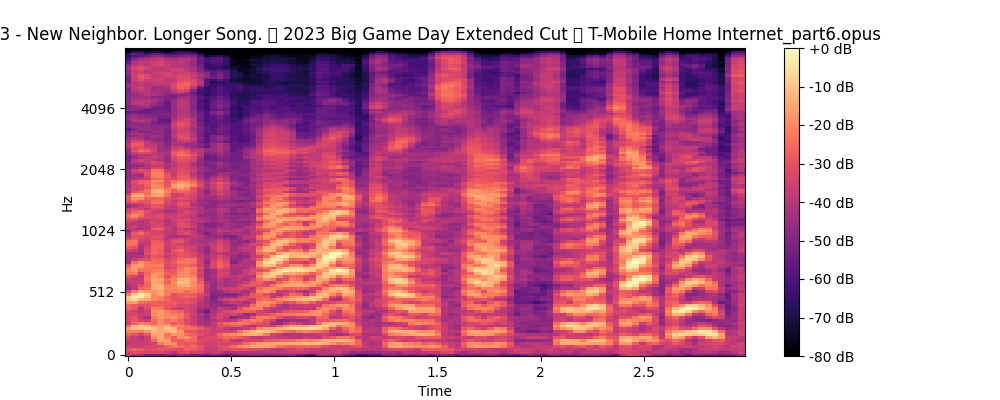 3 - New Neighbor. Longer Song. 2023 Big Game Day Extended Cut T-Mobile Home Internet_part6.opus
+0 dB
4096
-10 dB
-20 dB
2048
-30 dB
Hz
-40 dB
1024
-50 dB
512
-60 dB
-70 dB
0
-80 dB
0
0.5
1
1.5
2
2.5
Time